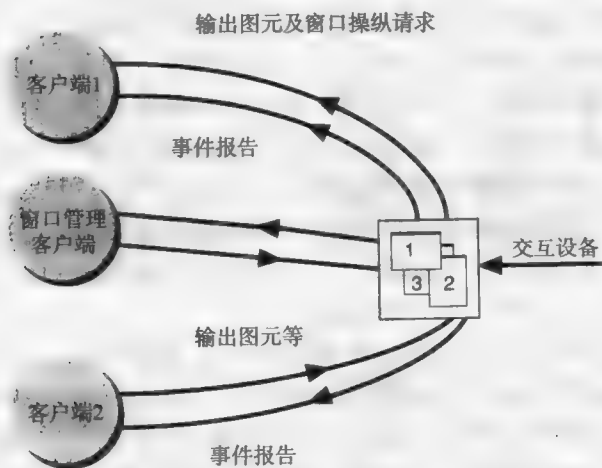 输出图元及窗口操纵请求
客户端1
事件报告
窗口管理
客户端
1
3 2
交互设备
输出图元等
客户端2
事件报告